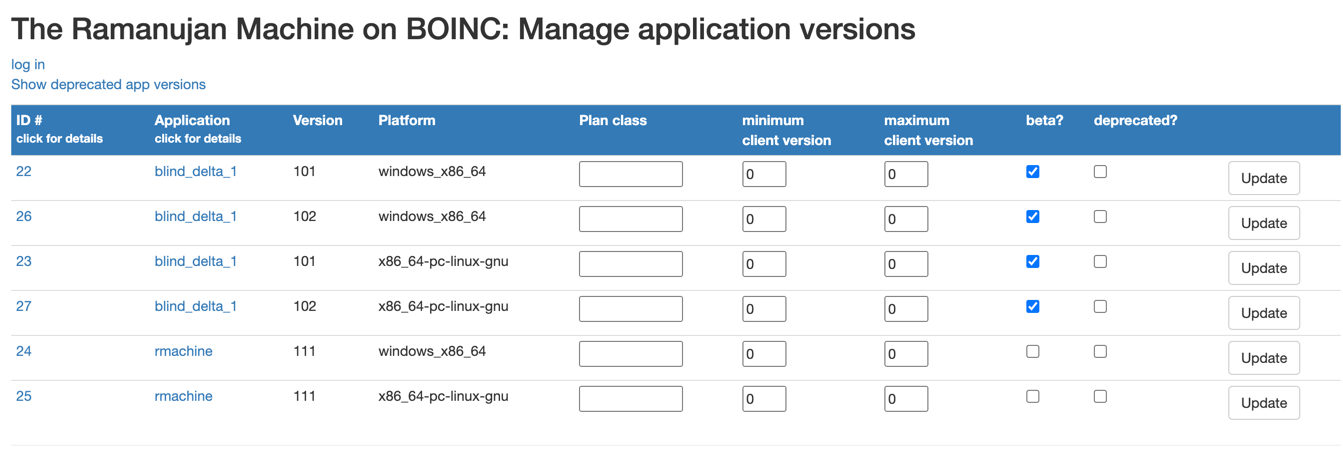 The Ramanujan Machine on BOINC: Manage application versions
log in
Show deprecated app versions
ID # Application Version Platform Plan class minimum maximum beta? deprecated?
click for details click for details client version client version
22 blind_delta_1 101 windows_x86_64 0 0 Update
26 blind_delta_1 102 windows_x86_64 0 0 Update
23 blind_delta_1 101 x86_64-pc-linux-gnu 0 0 Update
27 blind_delta_1 102 x86_64-pc-linux-gnu 0 0 Update
24 rmachine 111 windows_x86_64 0 0 Update
25 rmachine 111 x86_64-pc-linux-gnu 0 0 Update